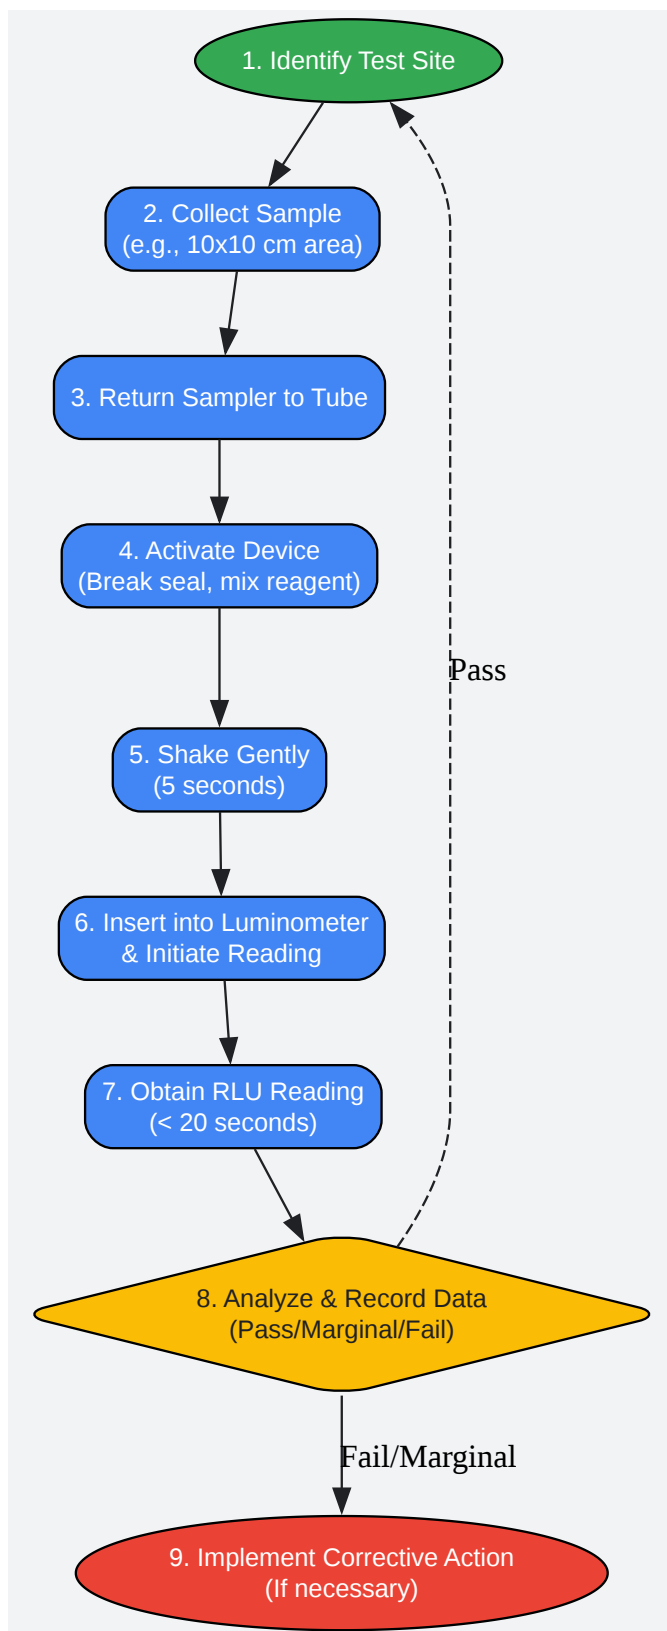 1. Identify Test Site
2. Collect Sample
(e.g., 10x10 cm area)
3. Return Sampler to Tube
4. Activate Device
(Break seal, mix reagent)
Pass
5. Shake Gently
(5 seconds)
6. Insert into Luminometer
& Initiate Reading
7. Obtain RLU Reading
(< 20 seconds)
8. Analyze & Record Data
(Pass/Marginal/Fail)
Fail/Marginal
9. Implement Corrective Action
(If necessary)